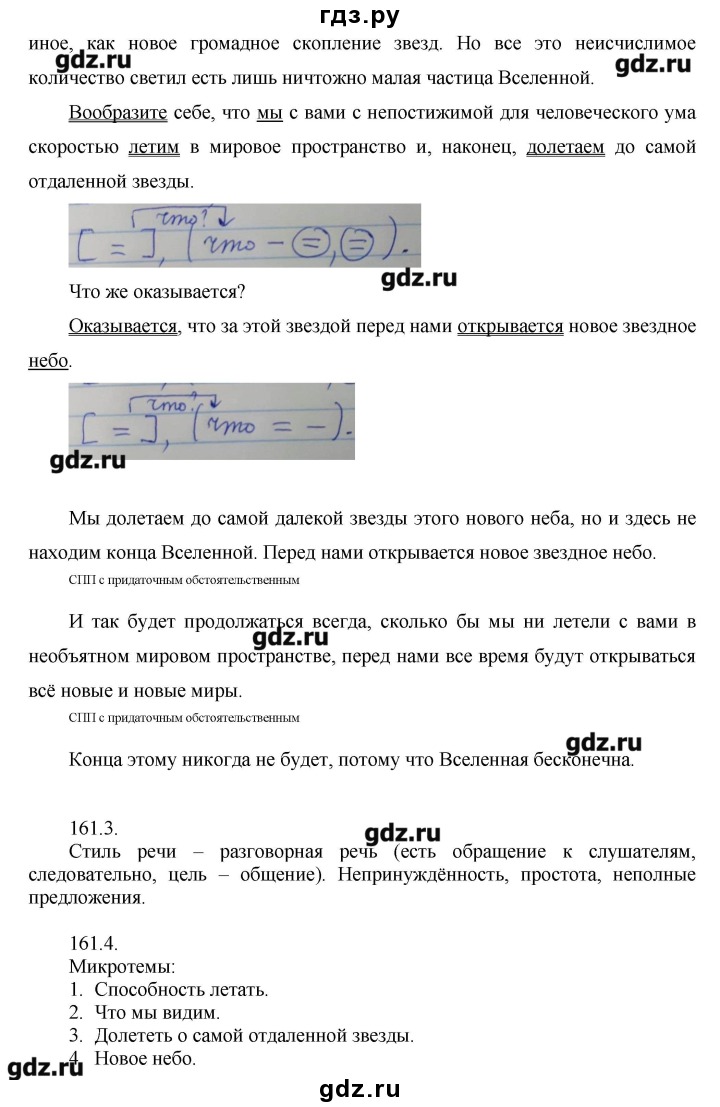 гдз.ру
иное, как новое громадное скопление звезд. Но все это неисчислимое
gdz.ru
gdz.ru
количество светил есть лишь ничтожно малая частица Вселенной.
Вообразите себе, что мы с вами с непостижимой для человеческого ума
скоростью летим в мировое пространство и, наконец, долетаем до самой
отдаленной звезды.
что?
[ = ], (что – =, =).
gdz.ru
Что же оказывается?
Оказывается, что за этой звездой перед нами открывается новое звездное
небо.
что?
[ = ], (что = –).
gdz.ru
Мы долетаем до самой далекой звезды этого нового неба, но и здесь не
находим конца Вселенной. Перед нами открывается новое звездное небо.
СПП с придаточным обстоятельственным
И так будет продолжаться всегда, сколько бы мы ни летели с вами в
gdz.ru
необъятном мировом пространстве, перед нами все время будут открываться
всё новые и новые миры.
СПП с придаточным обстоятельственным
gdz.ru
Конца этому никогда не будет, потому что Вселенная бесконечна.
161.3.
gdz.ru
Стиль речи – разговорная речь (есть обращение к слушателям,
следовательно, цель – общение). Непринуждённость, простота, неполные
предложения.
161.4.
Микротемы:
1. Способность летать.
2. Что мы видим.
3. Долететь о самой отдаленной звезды.
4. Новое небо.
gdz.ru
gdz.ru
gdz.ru